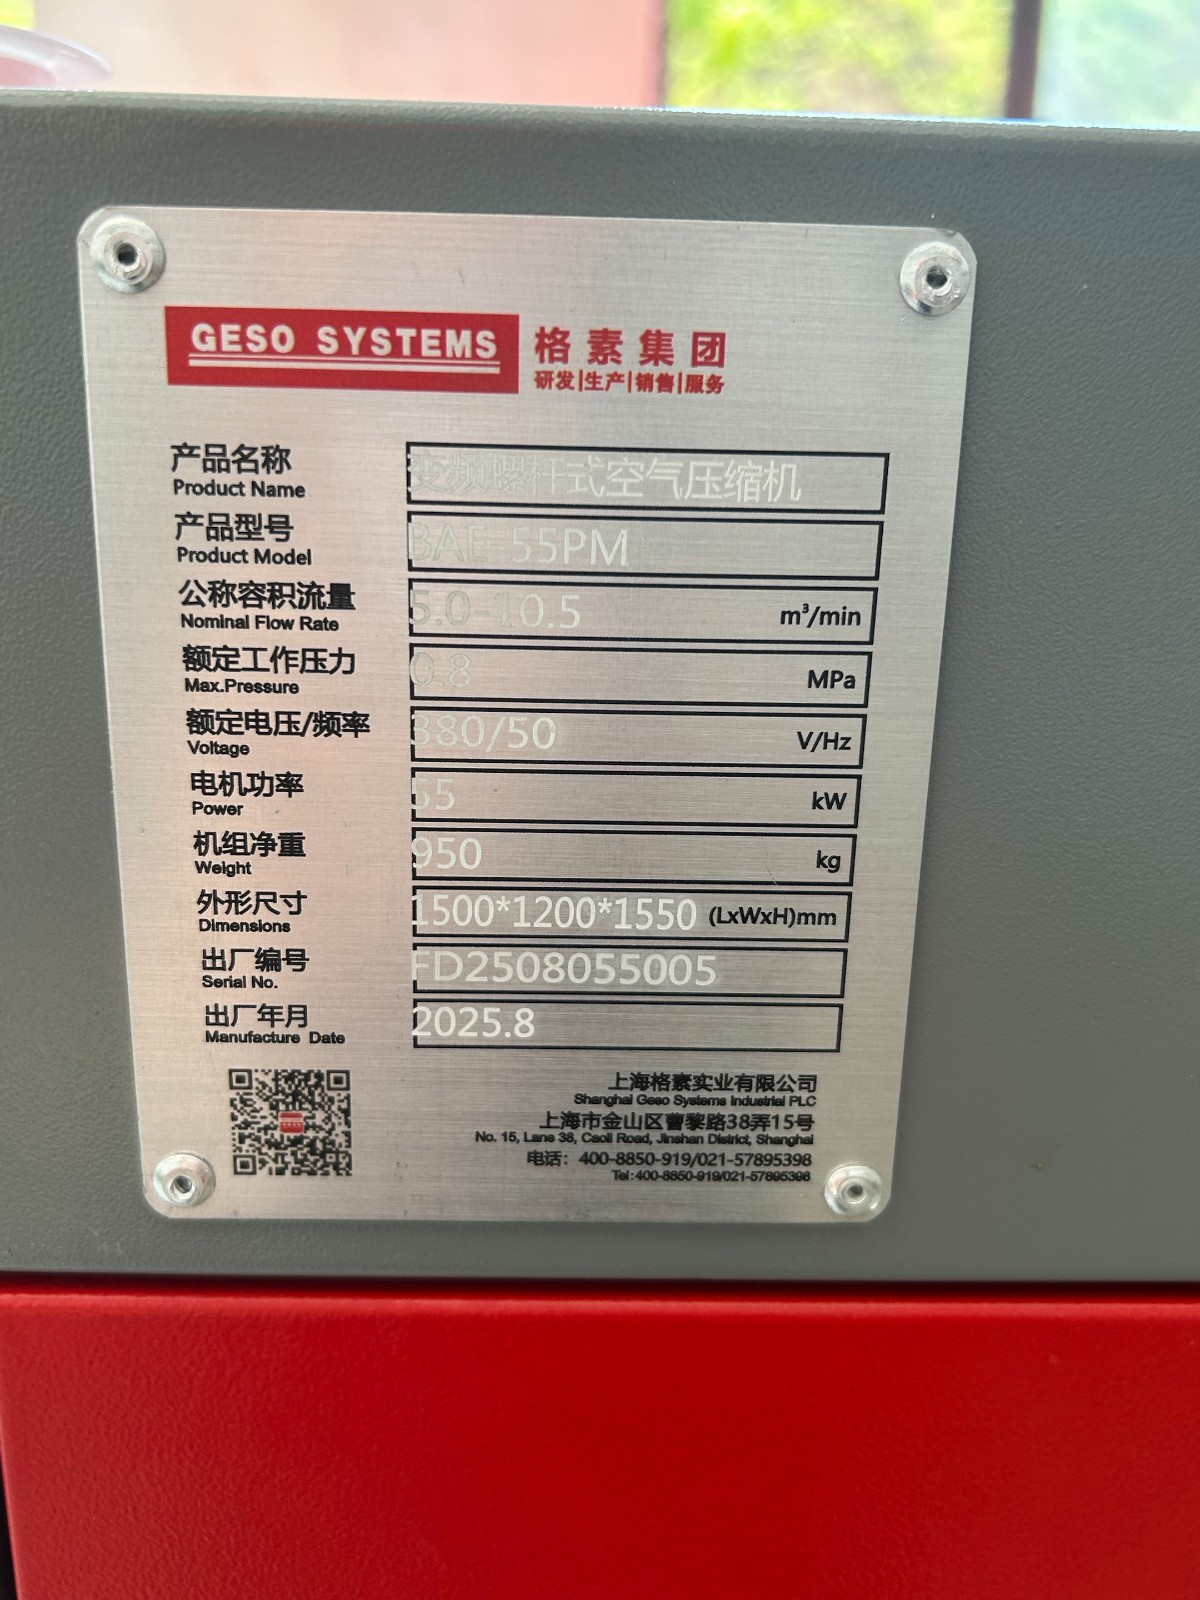 GESO SYSTEMS 格素集团
研发|生产|销售|服务
产品名称 变频螺杆式空气压缩机
Product Name
产品型号 BAE-55PM
Product Model
公称容积流量 5.0-10.5 m³/min
Nominal Flow Rate
额定工作压力 0.8 MPa
Max.Pressure
额定电压/频率 380/50 V/Hz
Voltage
电机功率 55 kW
Power
机组净重 950 kg
Weight
外形尺寸 1500*1200*1550 (LxWxH)mm
Dimensions
出厂编号 FD2508055005
Serial No.
出厂年月 2025.8
Manufacture Date
上海格素实业有限公司
Shanghai Geso Systems Industrial PLC
上海市金山区曹黎路38弄15号
No. 15, Lane 38, Caoli Road, Jinshan District, Shanghai
电话：400-8850-919/021-57895398
Tel:400-8850-919/021-57895398